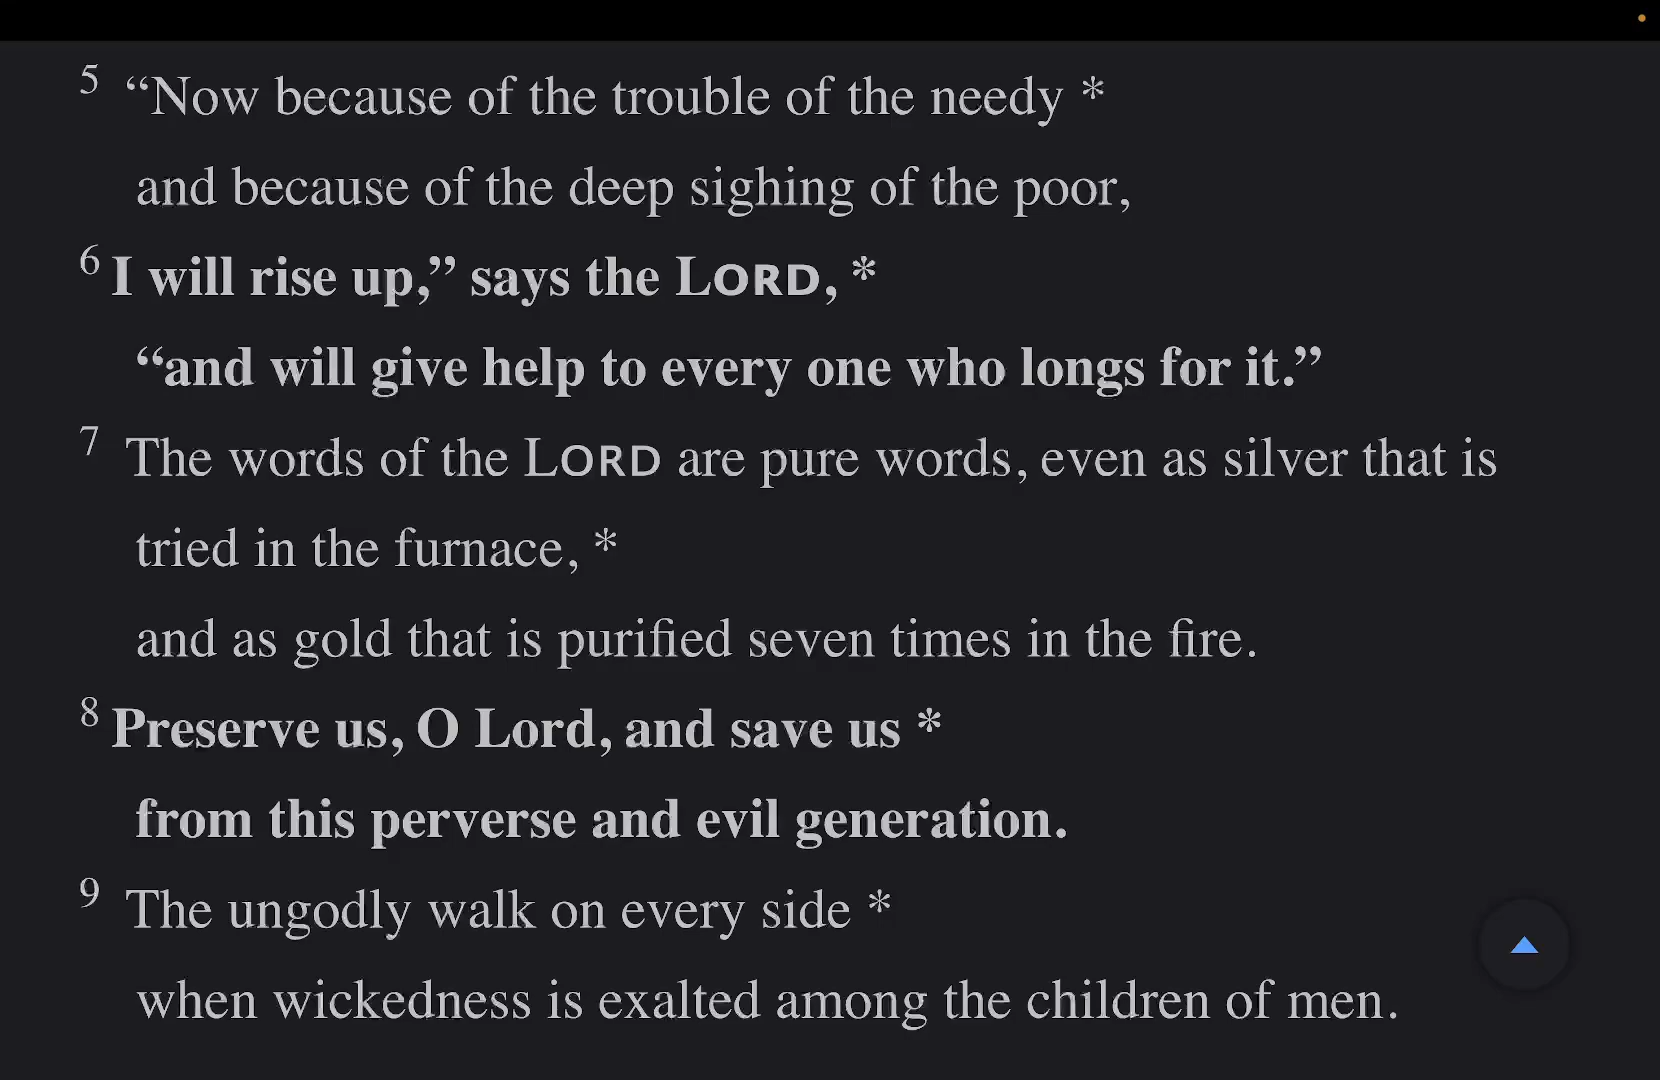 5 “Now because of the trouble of the needy *
and because of the deep sighing of the poor,
6 I will rise up,” says the LORD, *
“and will give help to every one who longs for it.”
7 The words of the LORD are pure words, even as silver that is
tried in the furnace, *
and as gold that is purified seven times in the fire.
8 Preserve us, O Lord, and save us *
from this perverse and evil generation.
9 The ungodly walk on every side *
when wickedness is exalted among the children of men.